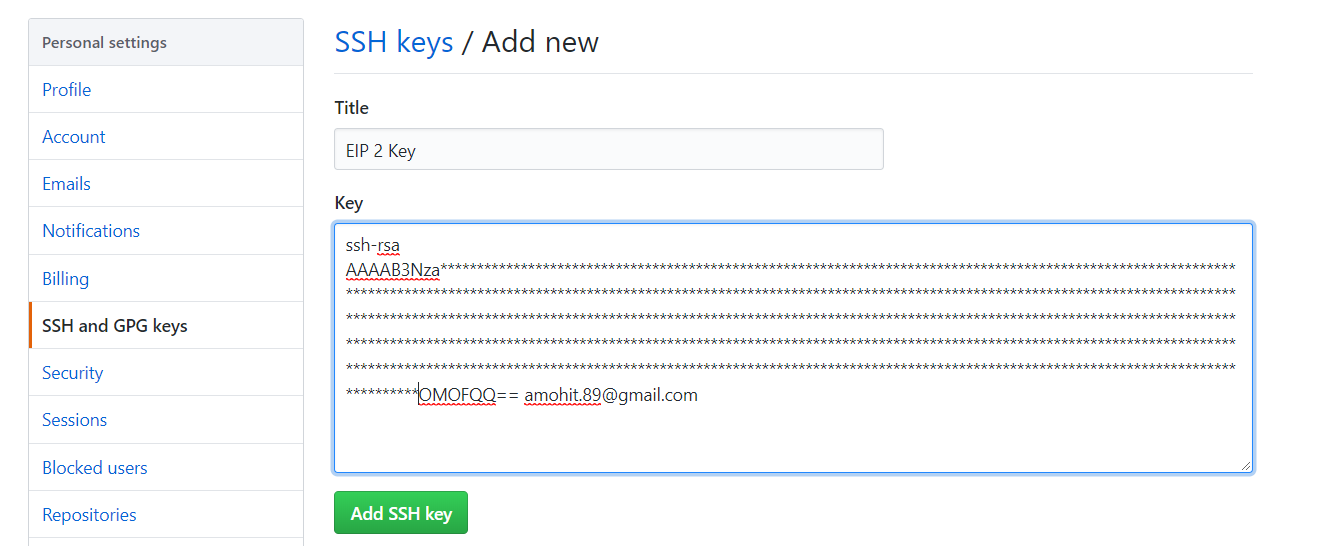 Personal settings
Profile
Account
Emails
Notifications
Billing
SSH and GPG keys
Security
Sessions
Blocked users
Repositories
SSH keys / Add new
Title
EIP 2 Key
Key
ssh-rsa
AAAAB3Nza**************************************************************************************************************
***************************************************************************************************************************
***************************************************************************************************************************
***************************************************************************************************************************
***************************************************************************************************************************
**********OMOFQQ== amohit.89@gmail.com
Add SSH key